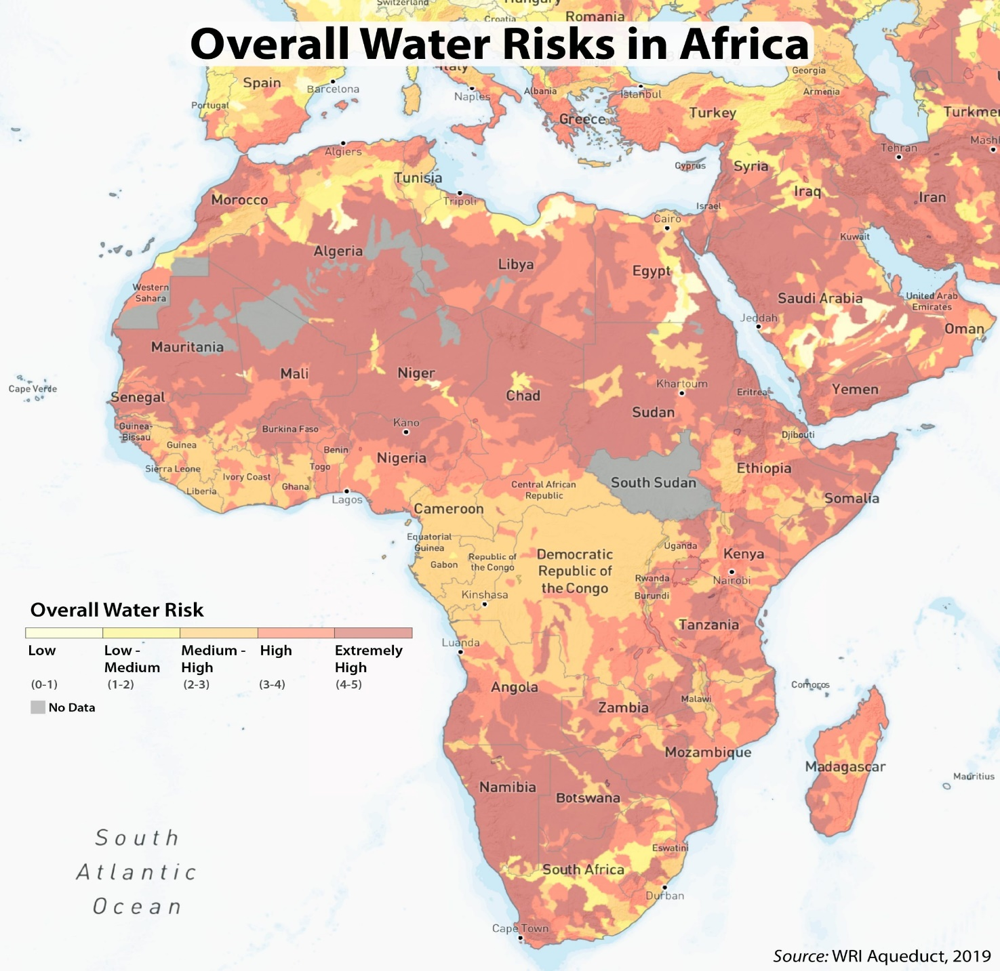 Switzerland
Hungary
Croatia
Romania
Overall Water Risks in Africa
Italy
Georgia
Spain
Barcelona
Naples
Albania
Istanbul
Armenia
Portugal
Greece
Turkey
Turkmen
Algiers
Tehran
Mash
Cyprus
Syria
Tunisia
Iraq
Iran
Morocco
Tripoli
Israel
Cairo
Kuwait
Algeria
Libya
Egypt
Western
Sahara
Saudi Arabia
United Arab
Emirates
Jeddah
Oman
Mauritania
Mali
Niger
Chad
Khartoum
Cape Verde
Senegal
Eritrea
Yemen
Sudan
Guinea-
Bissau
Burkina Faso
Kano
Djibouti
Guinea
Benin
Nigeria
Sierra Leone
Ivory Coast
Togo
Ghana
Liberia
Lagos
Central African
Republic
South Sudan
Ethiopia
Somalia
Cameroon
Equatorial
Guinea
Gabon
Republic of
the Congo
Democratic
Republic of
the Congo
Uganda
Kenya
Rwanda
Nairobi
Burundi
Kinshasa
Tanzania
Luanda
Overall Water Risk
Low
Low -
Medium
Medium -
High
High
Extremely
High
(0-1)
(1-2)
(2-3)
(3-4)
(4-5)
No Data
Angola
Zambia
Malawi
Comoros
Mozambique
Madagascar
Mauritius
Namibia
Botswana
South
Atlantic
Ocean
Eswatini
South Africa
Durban
Cape Town
Source: WRI Aqueduct, 2019